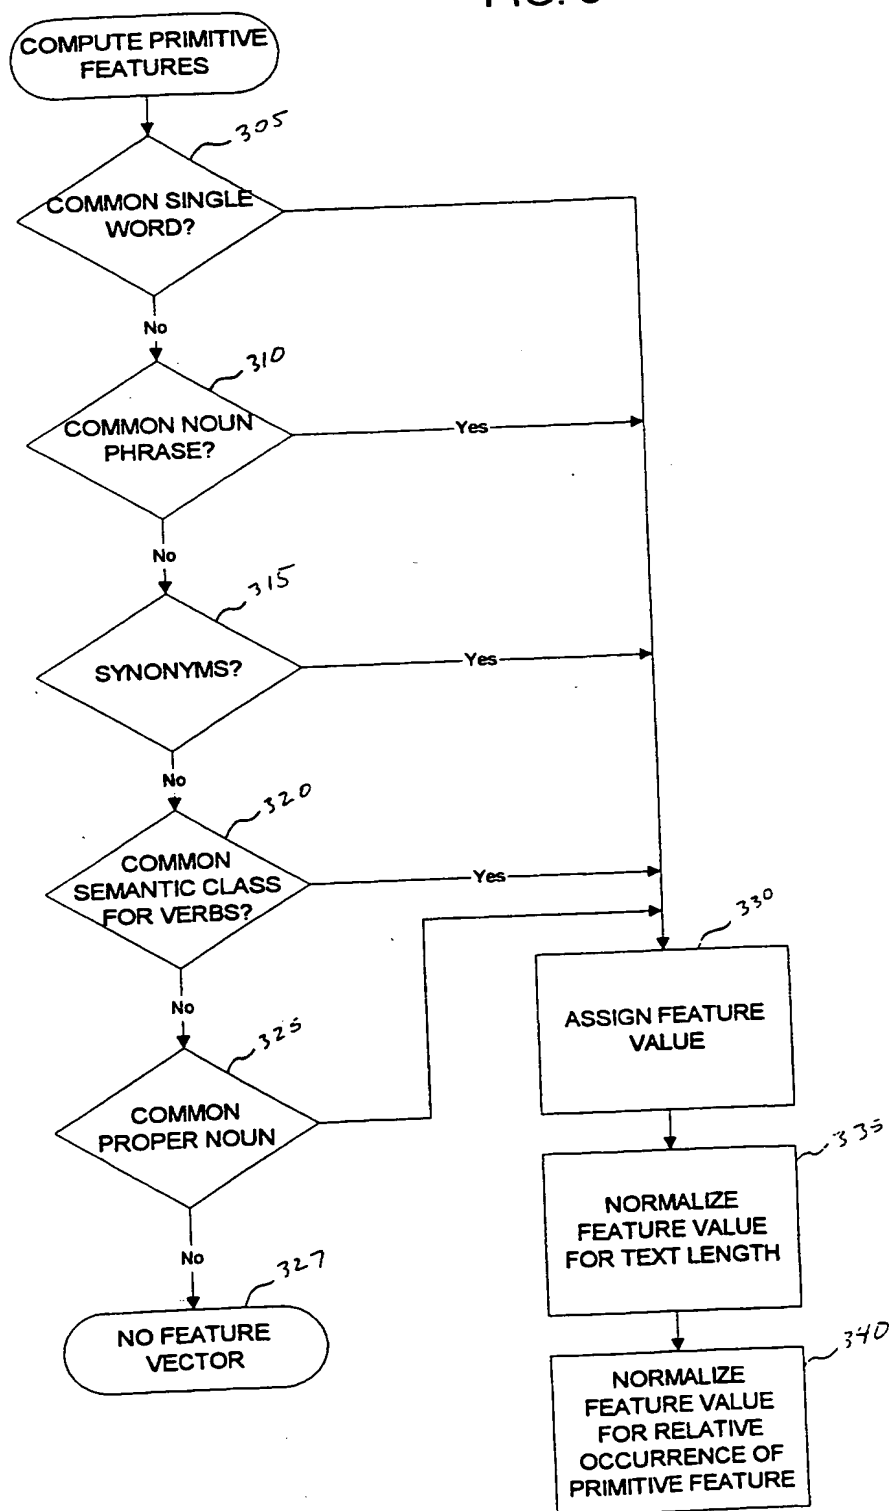 COMPUTE PRIMITIVE
FEATURES
305
COMMON SINGLE
WORD?
No
310
COMMON NOUN
PHRASE?
Yes
No
315
SYNONYMS?
Yes
No
320
COMMON
SEMANTIC CLASS
FOR VERBS?
Yes
No
325
COMMON
PROPER NOUN
No
327
NO FEATURE
VECTOR
330
ASSIGN FEATURE
VALUE
335
NORMALIZE
FEATURE VALUE
FOR TEXT LENGTH
340
NORMALIZE
FEATURE VALUE
FOR RELATIVE
OCCURRENCE OF
PRIMITIVE FEATURE